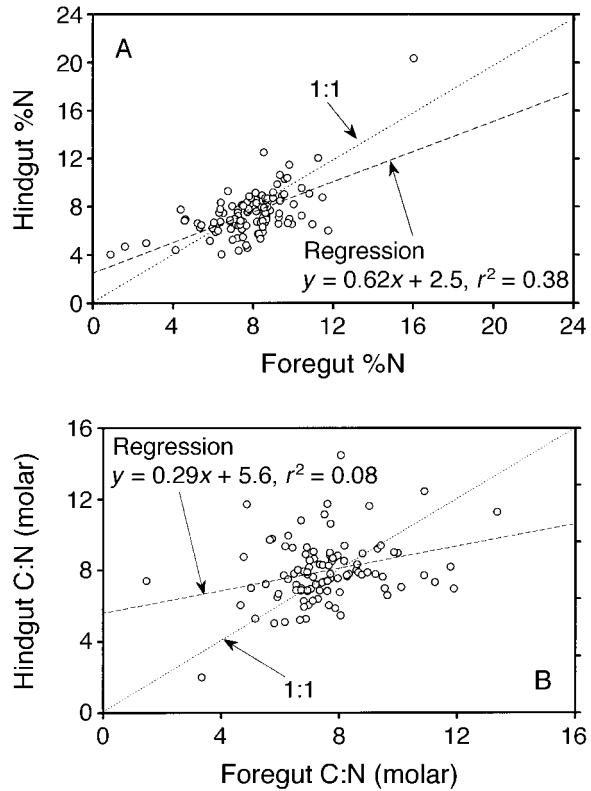 24
A
20
1:1
16
12
8
4
0
Hindgut %N
Regression
y = 0.62x + 2.5, r² = 0.38
0 4 8 12 16 20 24
Foregut %N
16
Regression
y = 0.29x + 5.6, r² = 0.08
12
8
4
0
Hindgut C:N (molar)
1:1
B
0 4 8 12 16
Foregut C:N (molar)